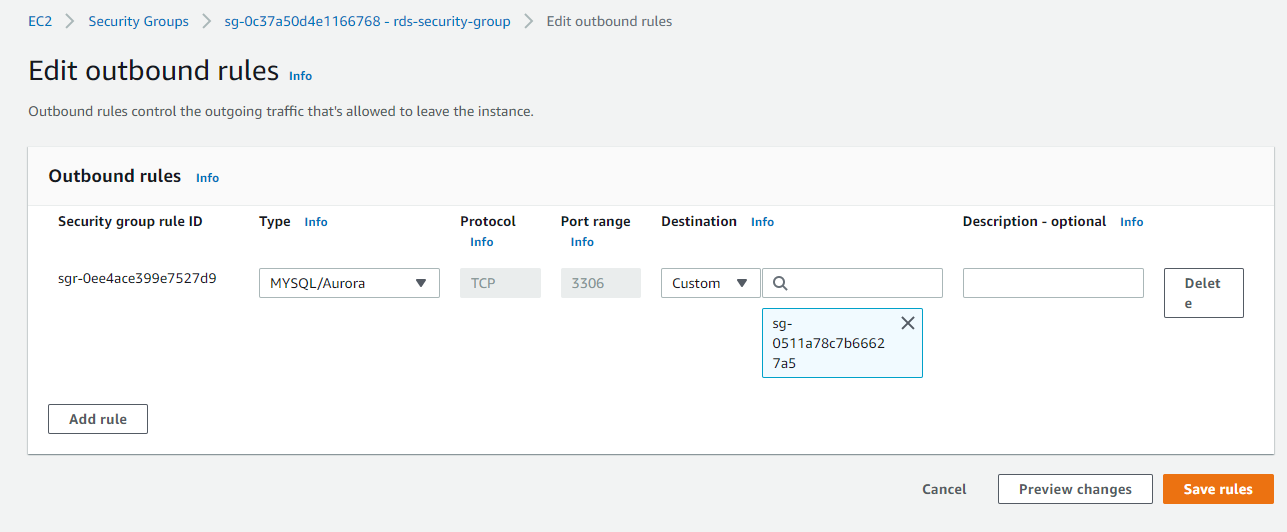 EC2 > Security Groups > sg-0c37a50d4e1166768 - rds-security-group > Edit outbound rules
Edit outbound rules Info
Outbound rules control the outgoing traffic that's allowed to leave the instance.
Outbound rules Info
Security group rule ID Type Info Protocol Info Port range Info Destination Info Description - optional Info
sgr-0ee4ace399e7527d9 MYSQL/Aurora TCP 3306 Custom
Delet
e
sg-
0511a78c7b6662
7a5
Add rule
Cancel Preview changes Save rules